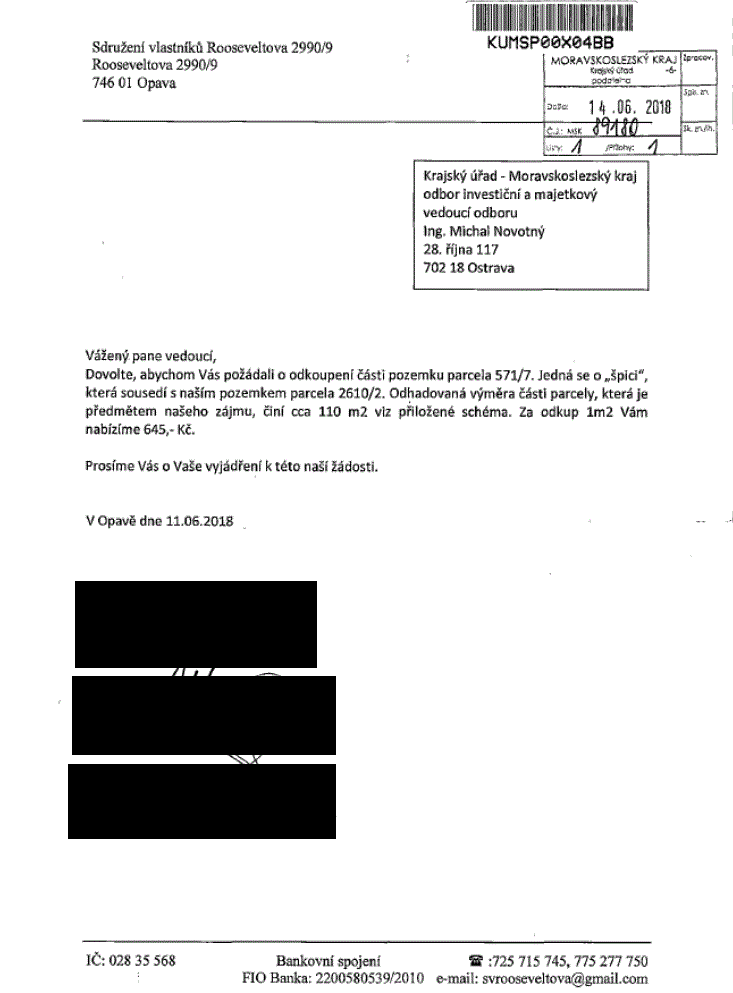 Sdružení vlastníků Rooseveltova 2990/9
Rooseveltova 2990/9
746 01 Opava
KUMSP00X04BB
MORAVSKOSLEZSKÝ KRAJ
Krajský úřad -6-
podatelna
Zpracov.
Došlo: 14.06. 2018
Č.j.: MSK 89180
Listy: 1 /Přílohy: 1
Krajský úřad - Moravskoslezský kraj
odbor investiční a majetkový
vedoucí odboru
Ing. Michal Novotný
28. října 117
702 18 Ostrava
Vážený pane vedoucí,
Dovolte, abychom Vás požádali o odkoupení části pozemku parcela 571/7. Jedná se o „špici“,
která sousedí s naším pozemkem parcela 2610/2. Odhadovaná výměra části parcely, která je
předmětem našeho zájmu, činí cca 110 m2 viz přiložené schéma. Za odkup 1m2 Vám
nabízíme 645,- Kč.
Prosíme Vás o Vaše vyjádření k této naší žádosti.
V Opavě dne 11.06.2018
IČ: 028 35 568
Bankovní spojení
FIO Banka: 2200580539/2010
☎ :725 715 745, 775 277 750
e-mail: svrooseveltova@gmail.com